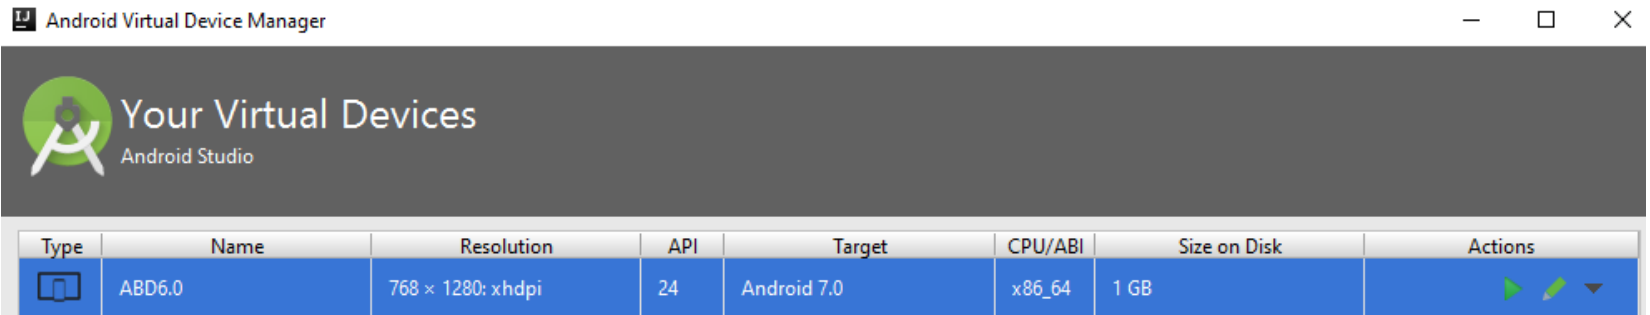 IJ Android Virtual Device Manager
Your Virtual Devices
Android Studio
Type Name Resolution API Target CPU/ABI Size on Disk Actions
ABD6.0 768 × 1280: xhdpi 24 Android 7.0 x86_64 1 GB